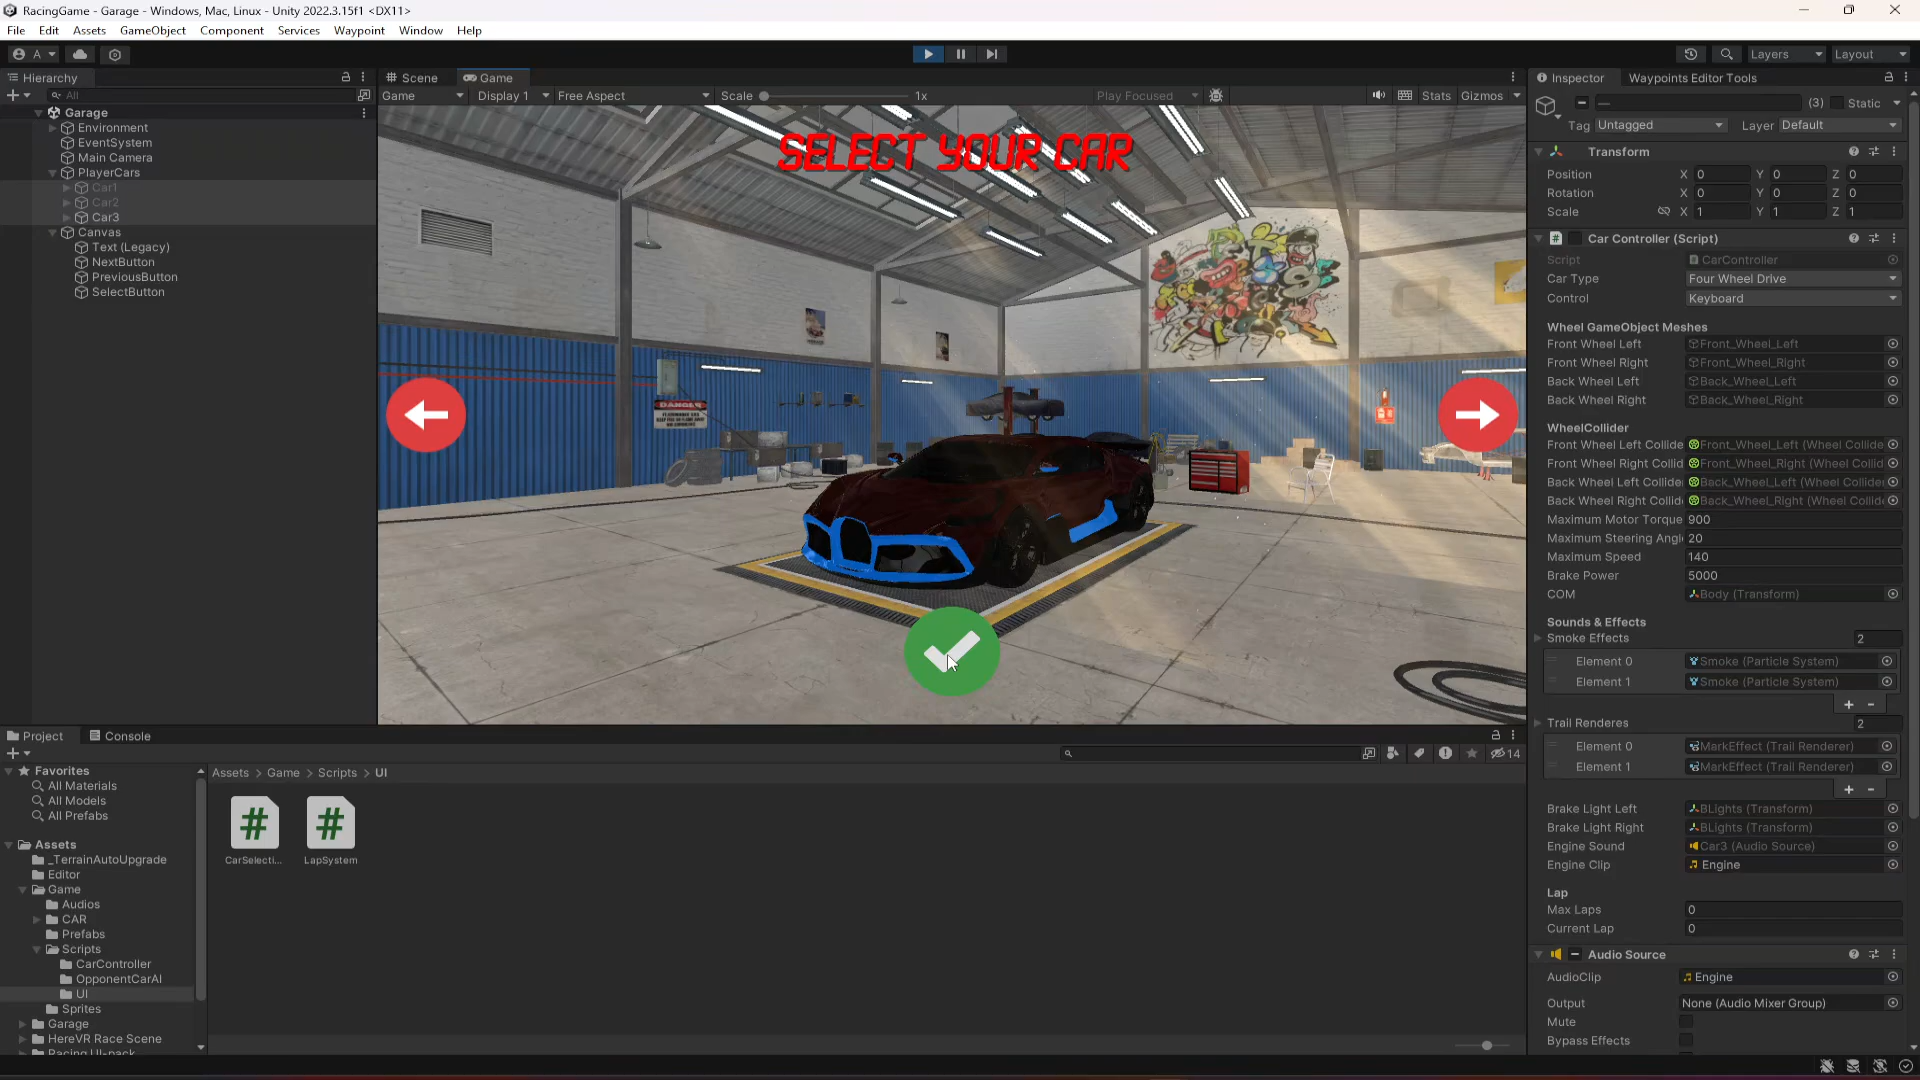 RacingGame - Garage - Windows, Mac, Linux - Unity 2022.3.15f1 <DX11>
File Edit Assets GameObject Component Services Waypoint Window Help
A Layers Layout
Hierarchy
All
Garage
Environment
EventSystem
Main Camera
PlayerCars
Car1
Car2
Car3
Canvas
Text (Legacy)
NextButton
PreviousButton
SelectButton
Scene Game
Game Display 1 Free Aspect Scale 1x Play Focused Stats Gizmos
SELECT YOUR CAR
DANGER
Inspector Waypoints Editor Tools
— (3) Static
Tag Untagged Layer Default
Transform
Position X 0 Y 0 Z 0
Rotation X 0 Y 0 Z 0
Scale X 1 Y 1 Z 1
# Car Controller (Script)
Script CarController
Car Type Four Wheel Drive
Control Keyboard
Wheel GameObject Meshes
Front Wheel Left Front_Wheel_Left
Front Wheel Right Front_Wheel_Right
Back Wheel Left Back_Wheel_Left
Back Wheel Right Back_Wheel_Right
WheelCollider
Front Wheel Left Collide Front_Wheel_Left (Wheel Collide
Front Wheel Right Collid Front_Wheel_Right (Wheel Collid
Back Wheel Left Collide Back_Wheel_Left (Wheel Collide
Back Wheel Right Collid Back_Wheel_Right (Wheel Collide
Maximum Motor Torque 900
Maximum Steering Angl 20
Maximum Speed 140
Brake Power 5000
COM Body (Transform)
Sounds & Effects
Smoke Effects 2
Element 0 Smoke (Particle System)
Element 1 Smoke (Particle System)
+ -
Trail Renderes 2
Element 0 MarkEffect (Trail Renderer)
Element 1 MarkEffect (Trail Renderer)
+ -
Brake Light Left BLights (Transform)
Brake Light Right BLights (Transform)
Engine Sound Car3 (Audio Source)
Engine Clip Engine
Lap
Max Laps 0
Current Lap 0
Audio Source
AudioClip Engine
Output None (Audio Mixer Group)
Mute
Bypass Effects
Project Console
14
Favorites
All Materials
All Models
All Prefabs
Assets
_TerrainAutoUpgrade
Editor
Game
Audios
CAR
Prefabs
Scripts
CarController
OpponentCarAI
UI
Sprites
Garage
HereVR Race Scene
Racing UI-pack
Assets > Game > Scripts > UI
# #
CarSelecti... LapSystem